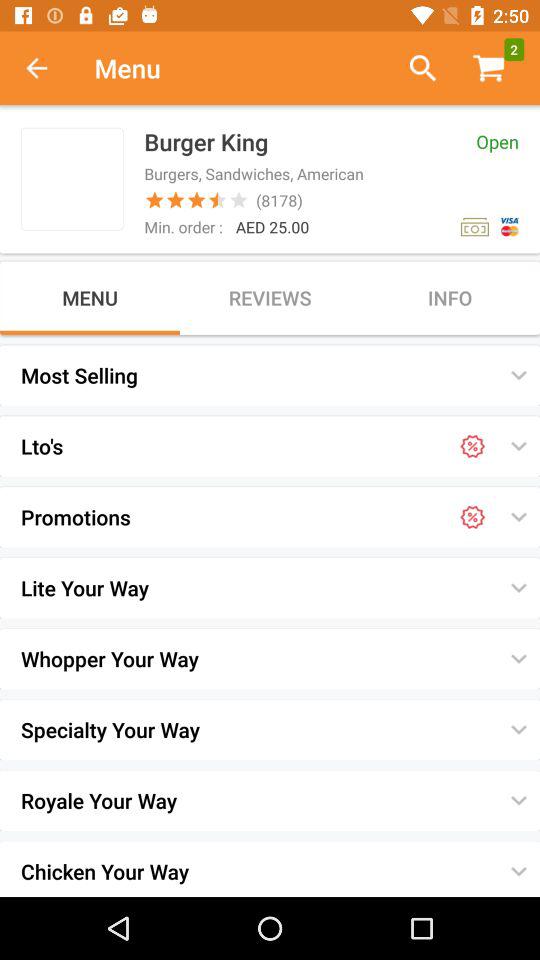 2:50
Menu
2
Burger King
Open
Burgers, Sandwiches, American
(8178)
Min. order : AED 25.00
VISA
MENU REVIEWS INFO
Most Selling
Lto's
Promotions
Lite Your Way
Whopper Your Way
Specialty Your Way
Royale Your Way
Chicken Your Way